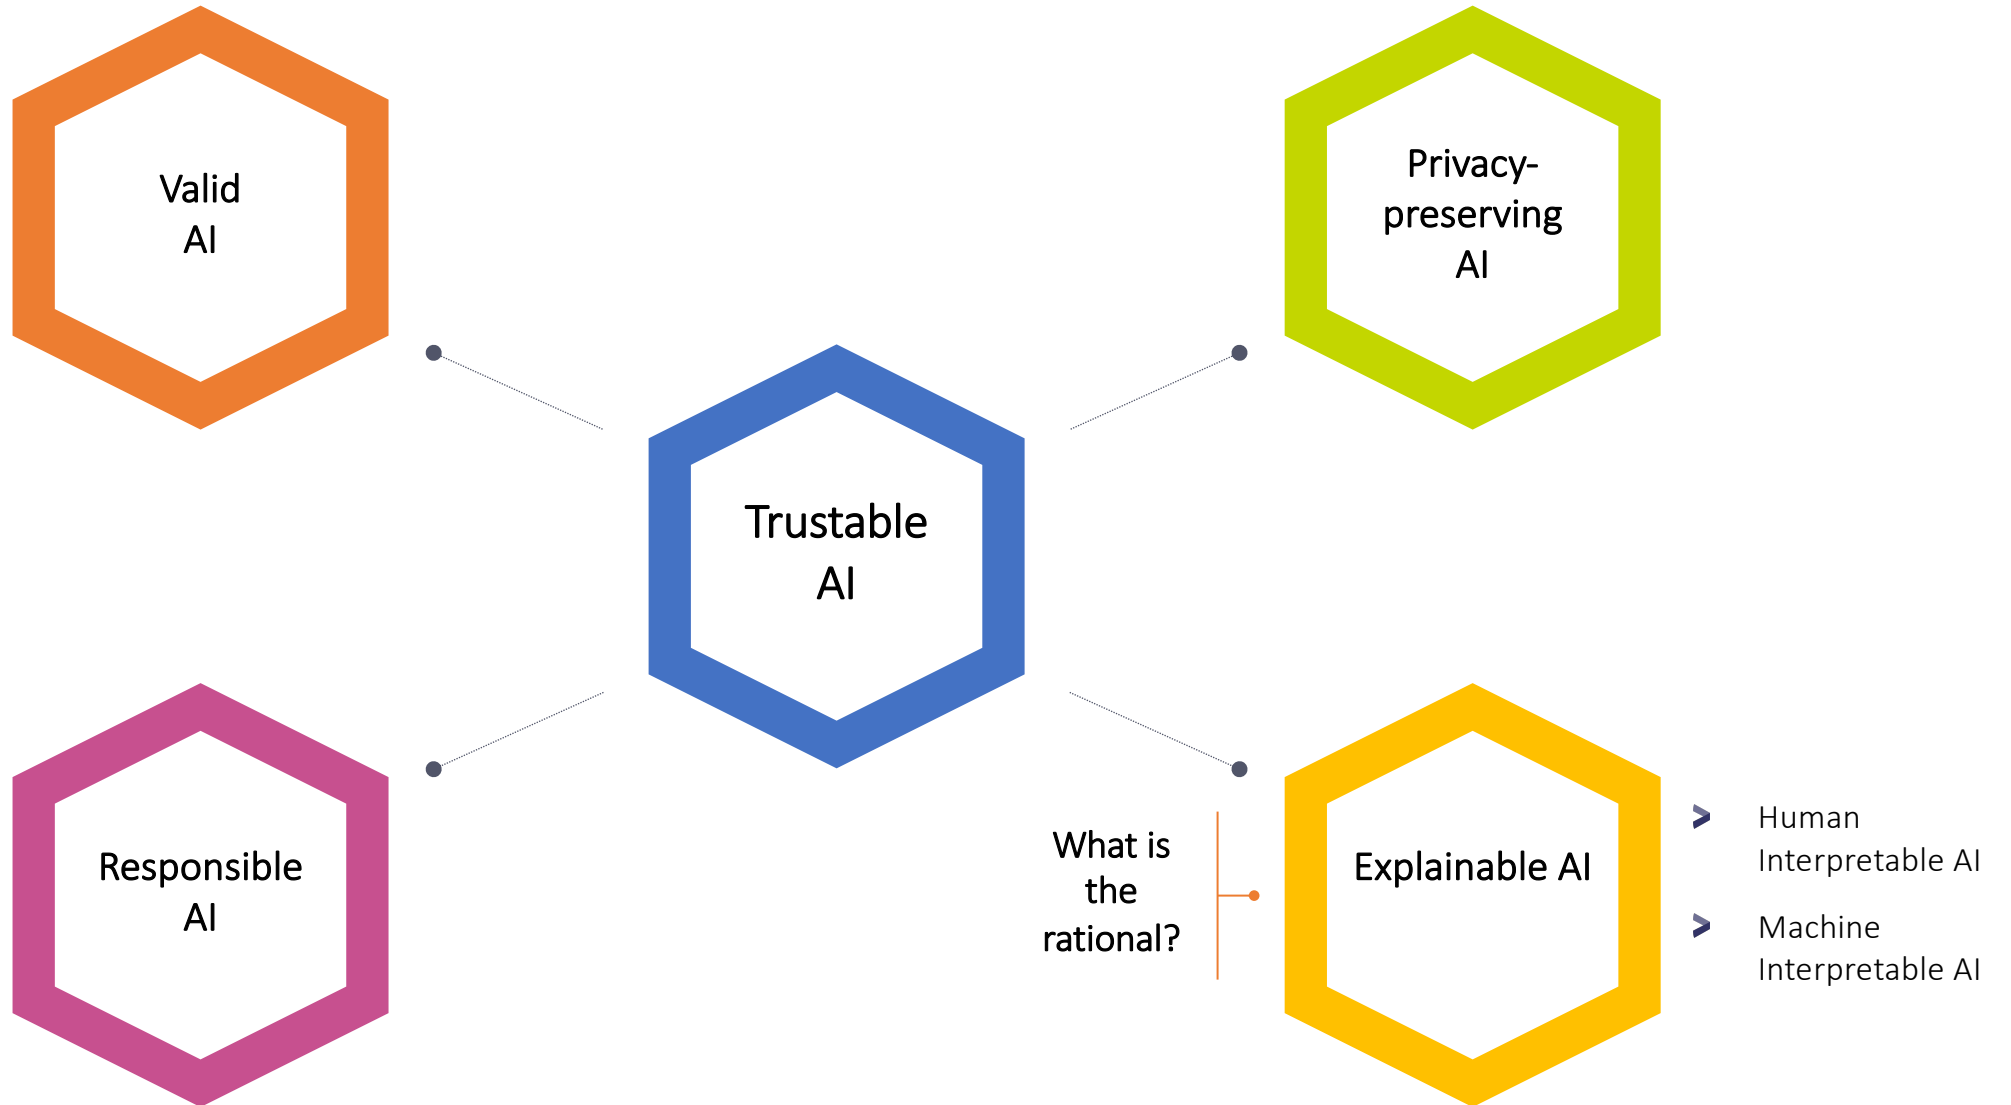 Valid
AI
Privacy-
preserving
AI
Trustable
AI
Responsible
AI
What is
the
rational?
Explainable AI
> Human
Interpretable AI
> Machine
Interpretable AI